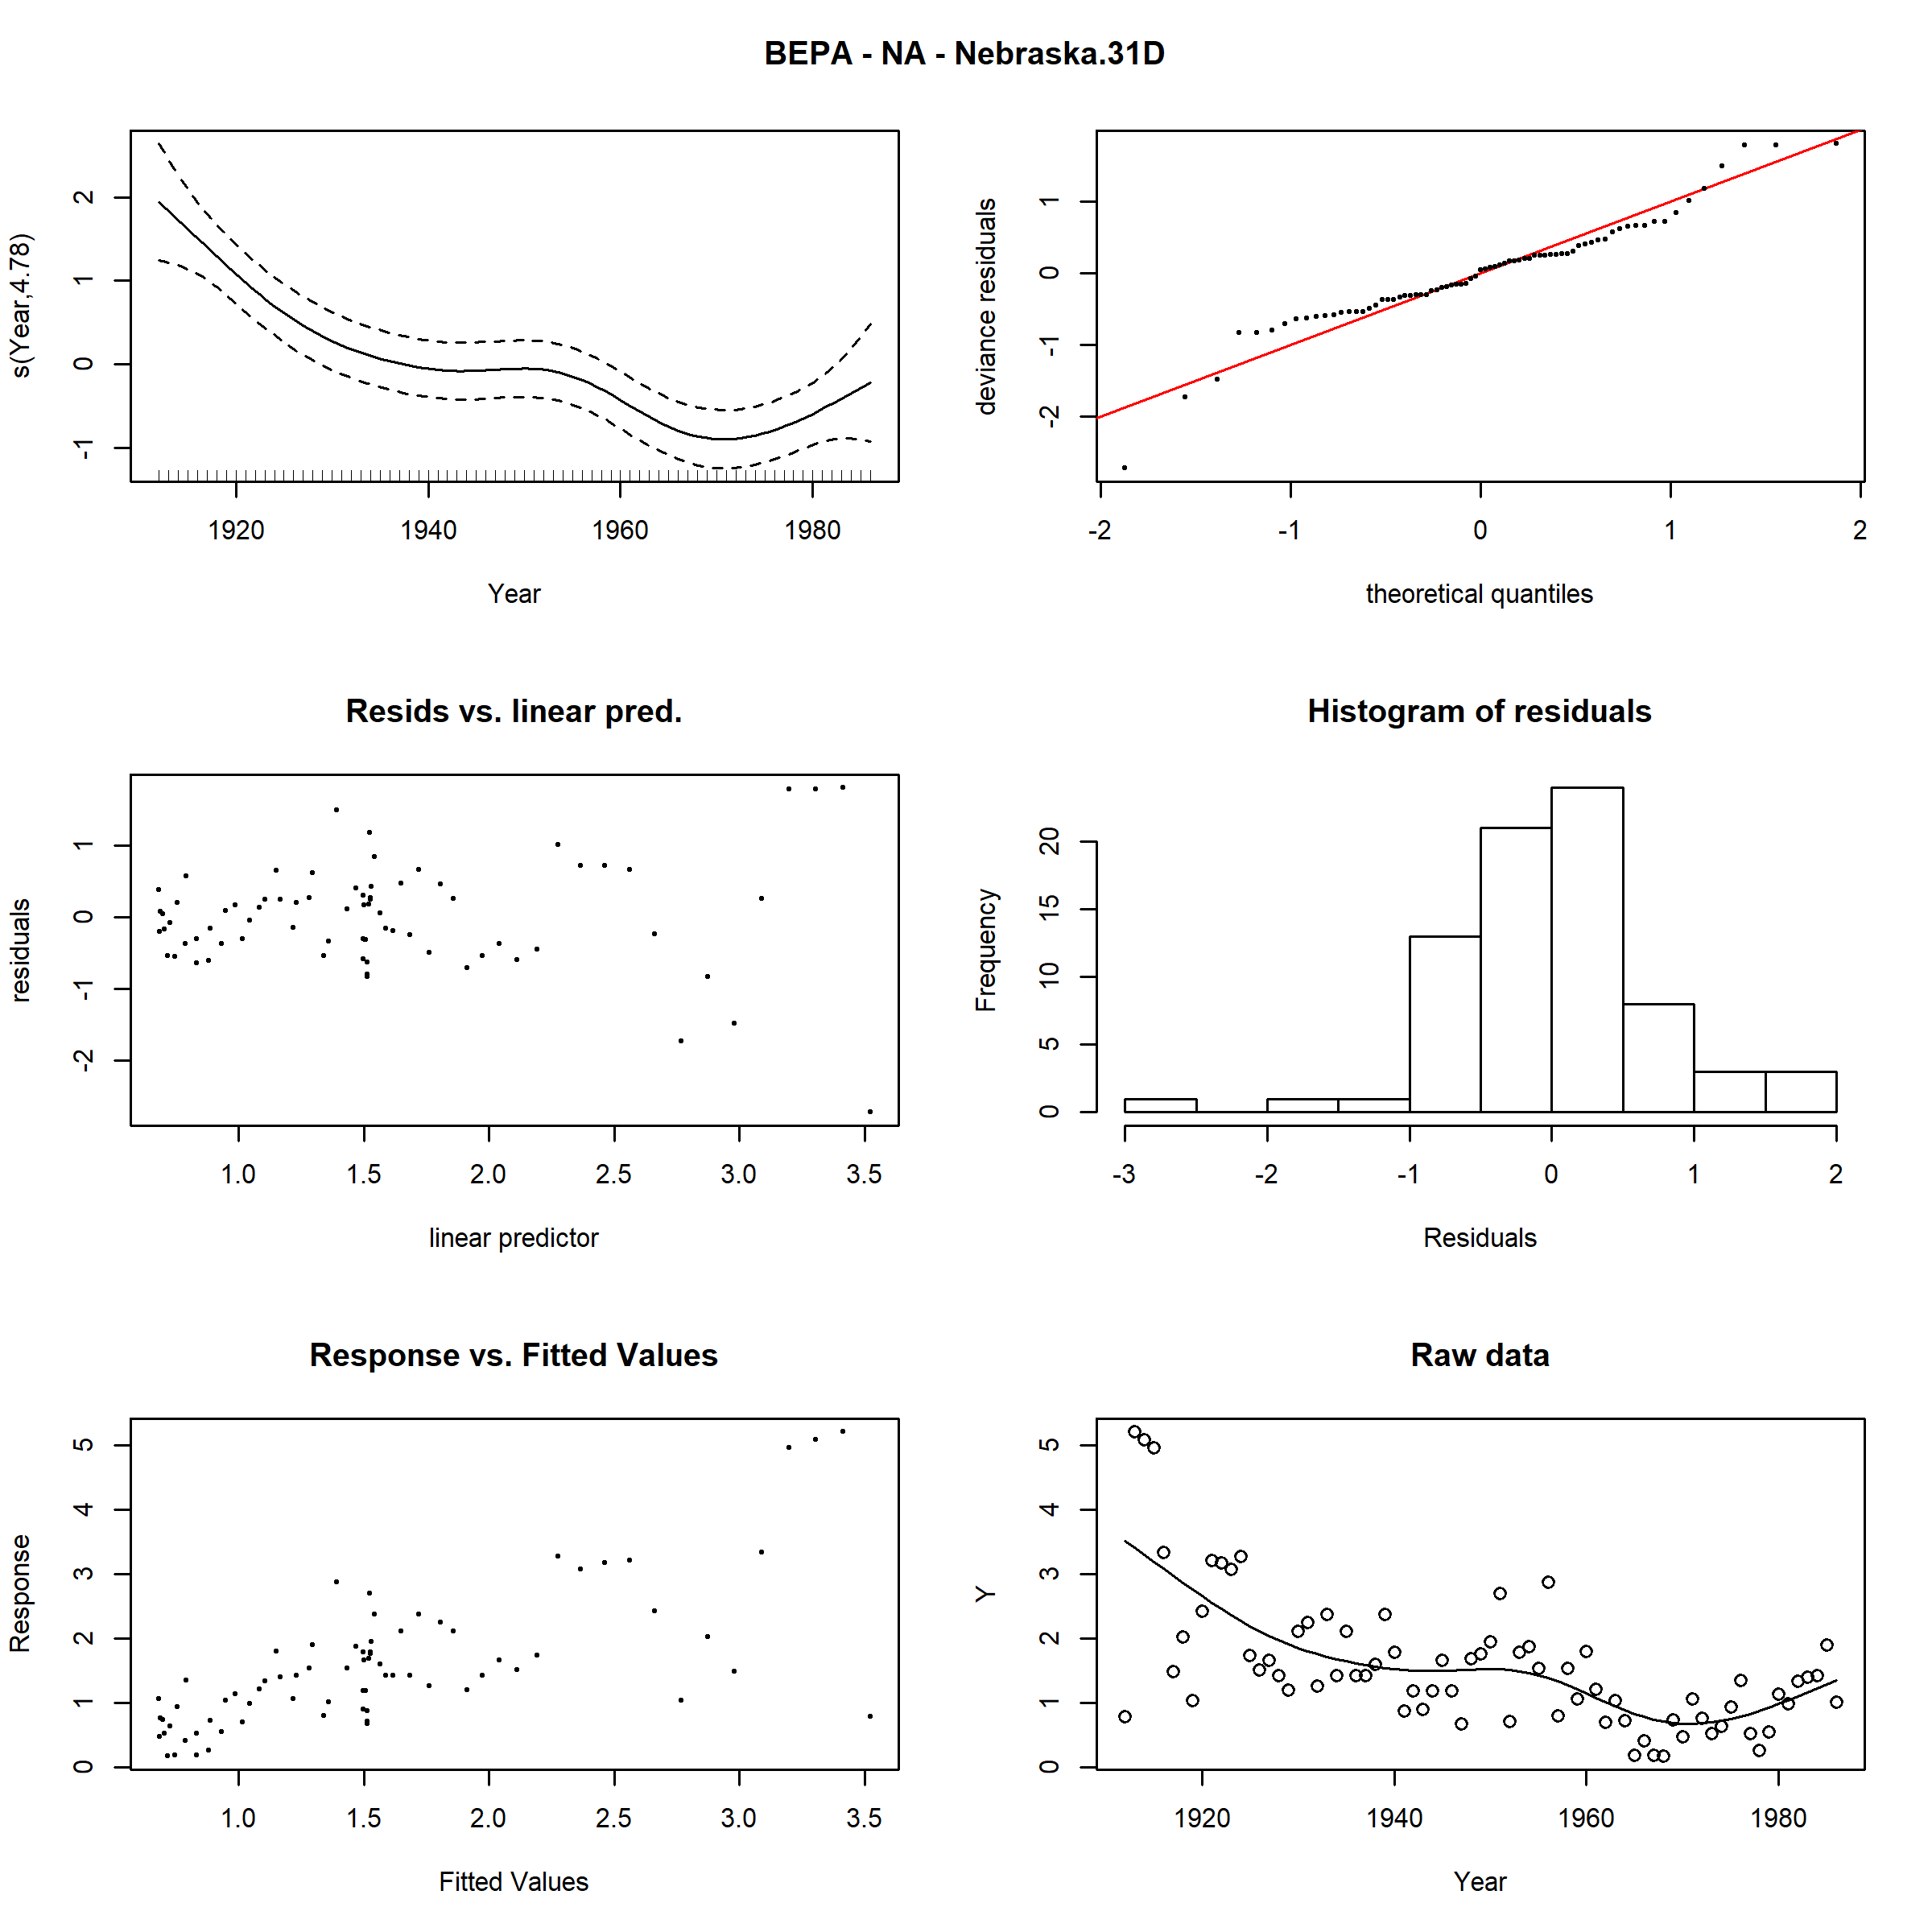 BEPA - NA - Nebraska.31D
s(Year,4.78)
2
1
0
-1
1920 1940 1960 1980
Year
deviance residuals
1
0
-1
-2
-2 -1 0 1 2
theoretical quantiles
Resids vs. linear pred.
residuals
1
0
-1
-2
1.0 1.5 2.0 2.5 3.0 3.5
linear predictor
Histogram of residuals
Frequency
20
15
10
5
0
-3 -2 -1 0 1 2
Residuals
Response vs. Fitted Values
Response
5
4
3
2
1
0
1.0 1.5 2.0 2.5 3.0 3.5
Fitted Values
Raw data
Y
5
4
3
2
1
0
1920 1940 1960 1980
Year